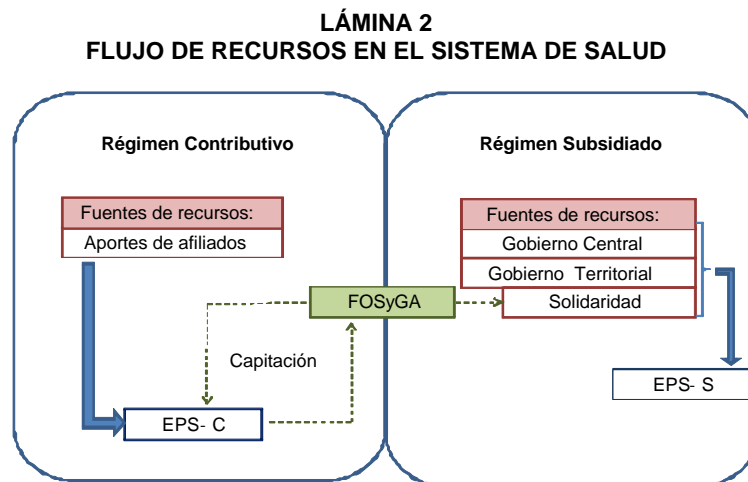 LÁMINA 2
FLUJO DE RECURSOS EN EL SISTEMA DE SALUD
Régimen Contributivo
Fuentes de recursos:
Aportes de afiliados
Capitación
EPS- C
FOSyGA
Régimen Subsidiado
Fuentes de recursos:
Gobierno Central
Gobierno Territorial
Solidaridad
EPS- S